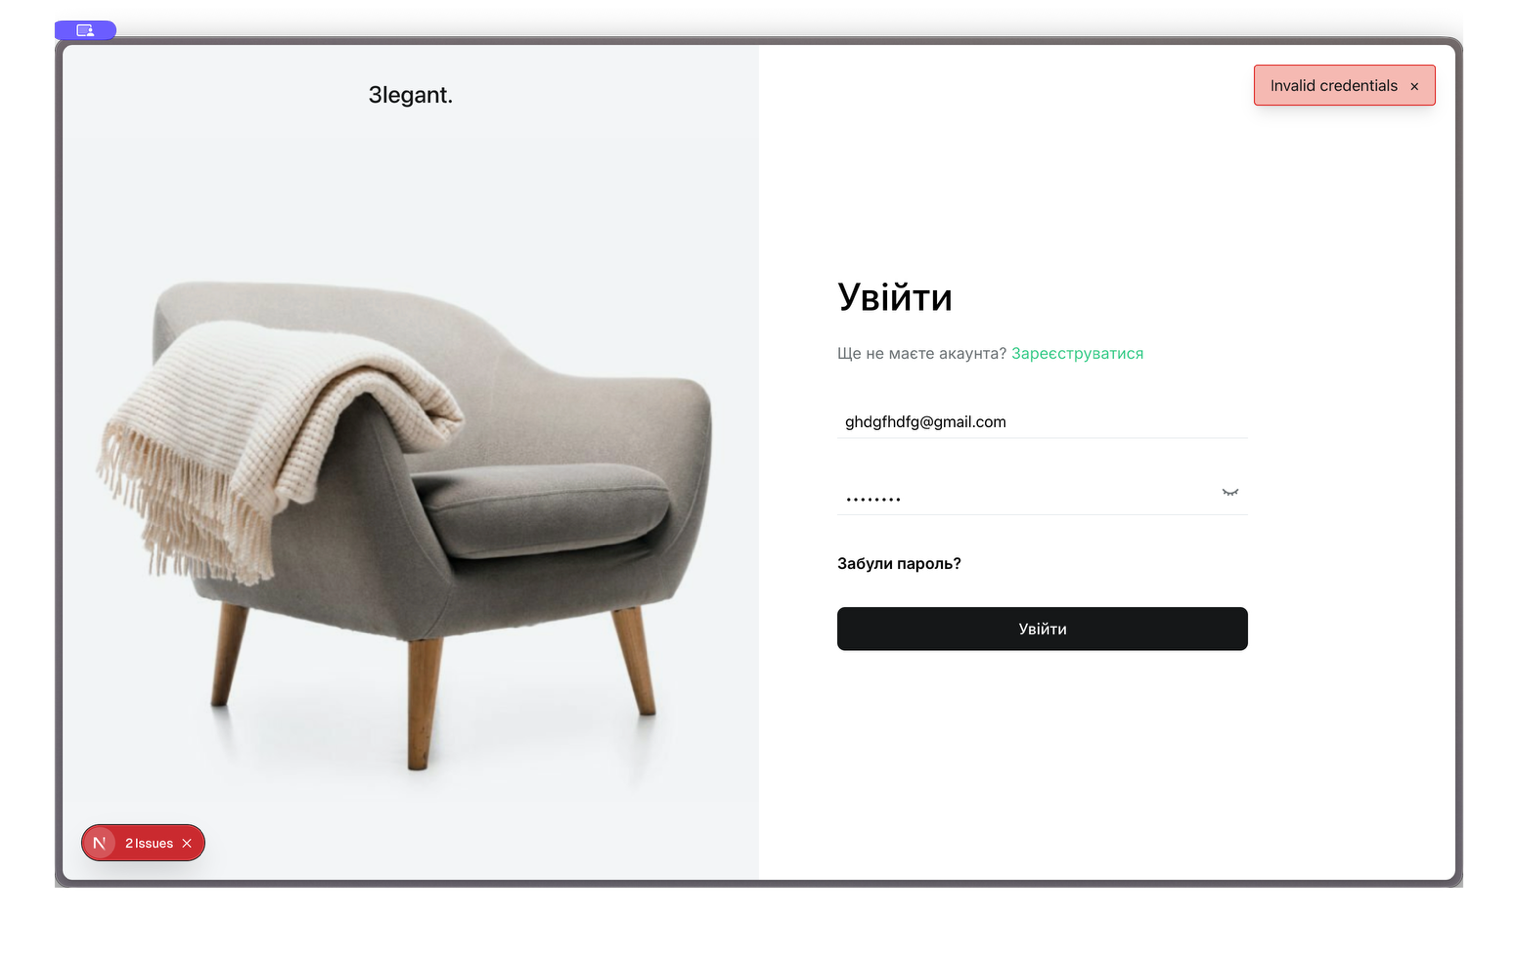 3legant.
Invalid credentials ×
Увійти
Ще не маєте акаунта? Зареєструватися
ghdgfhdfg@gmail.com
........
Забули пароль?
Увійти
N 2 Issues ×